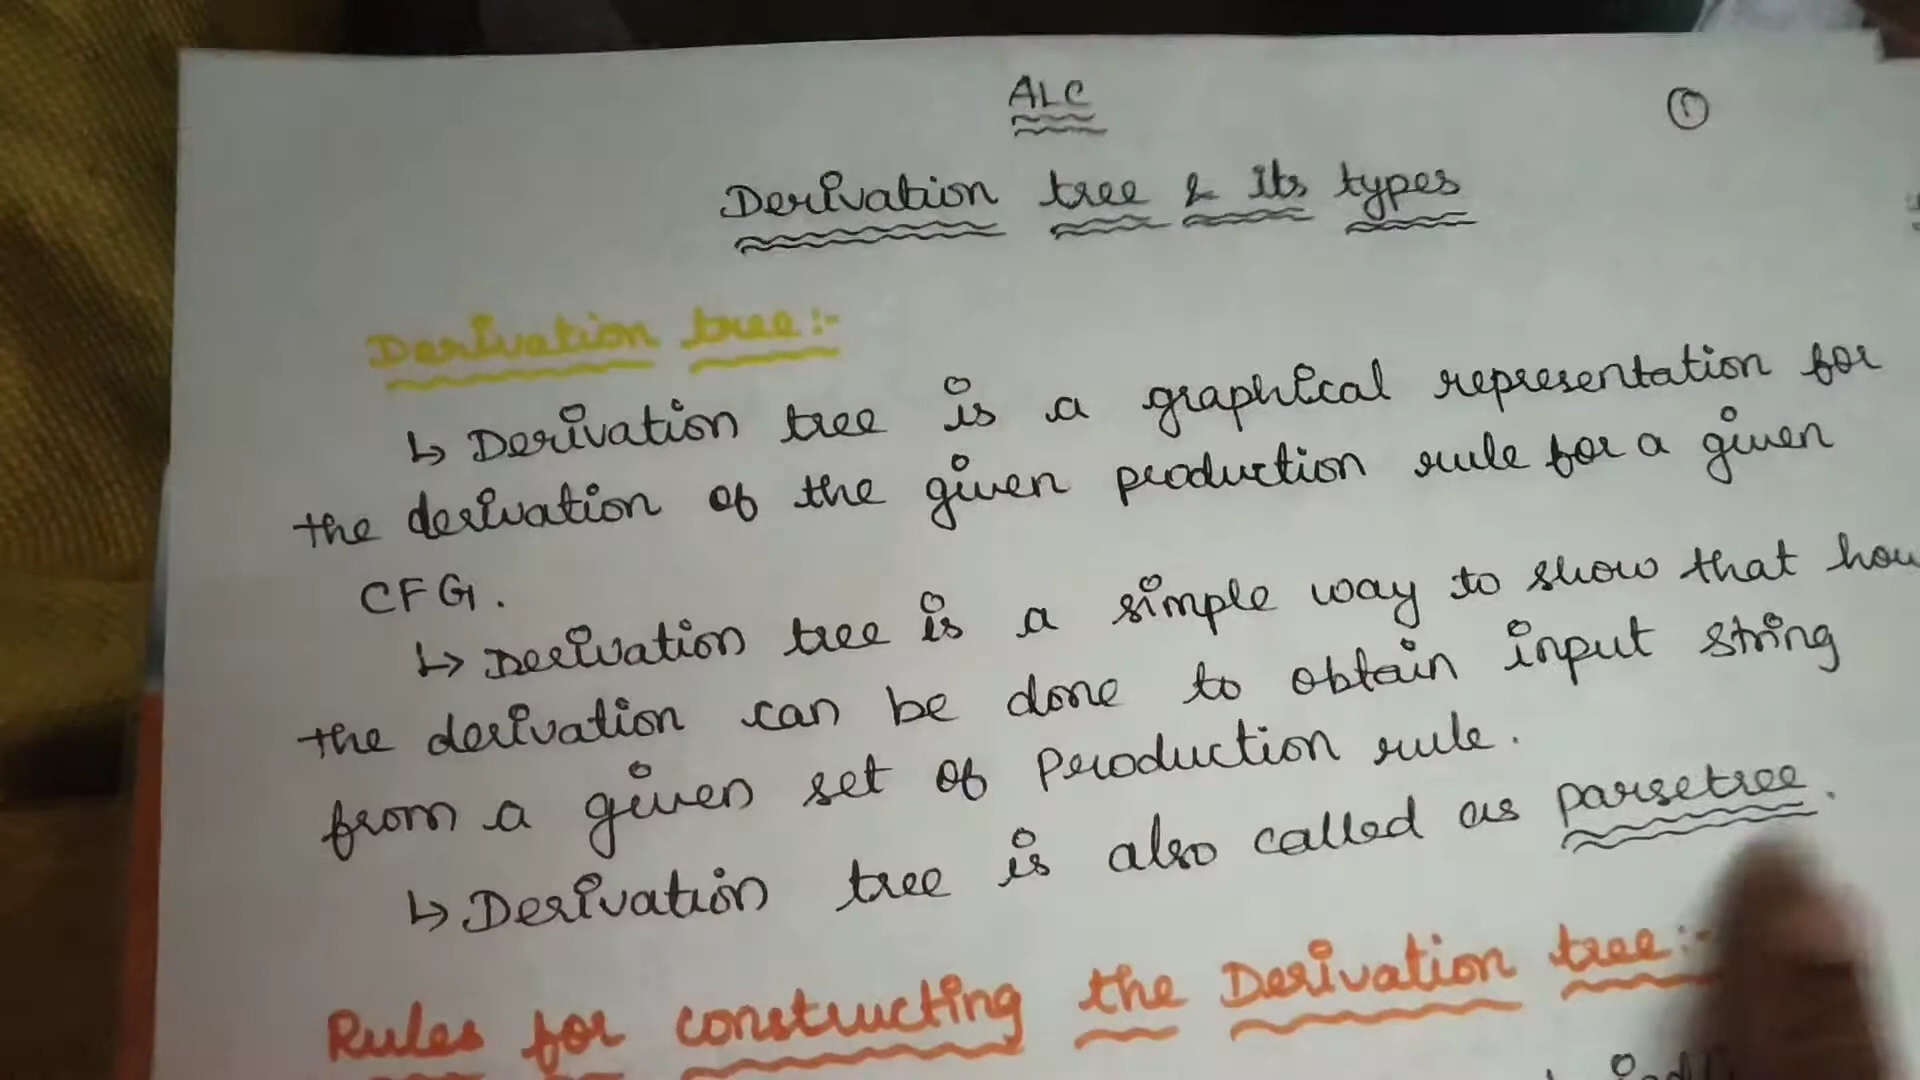 ALC
①
Derivation tree & its types
Derivation tree:-
↳ Derivation tree is a graphical representation for
the derivation of the given production rule for a given
CFG.
↳ Derivation tree is a simple way to show that how
the derivation can be done to obtain input string
from a given set of production rule.
↳ Derivation tree is also called as parsetree.
Rules for constructing the Derivation tree:-